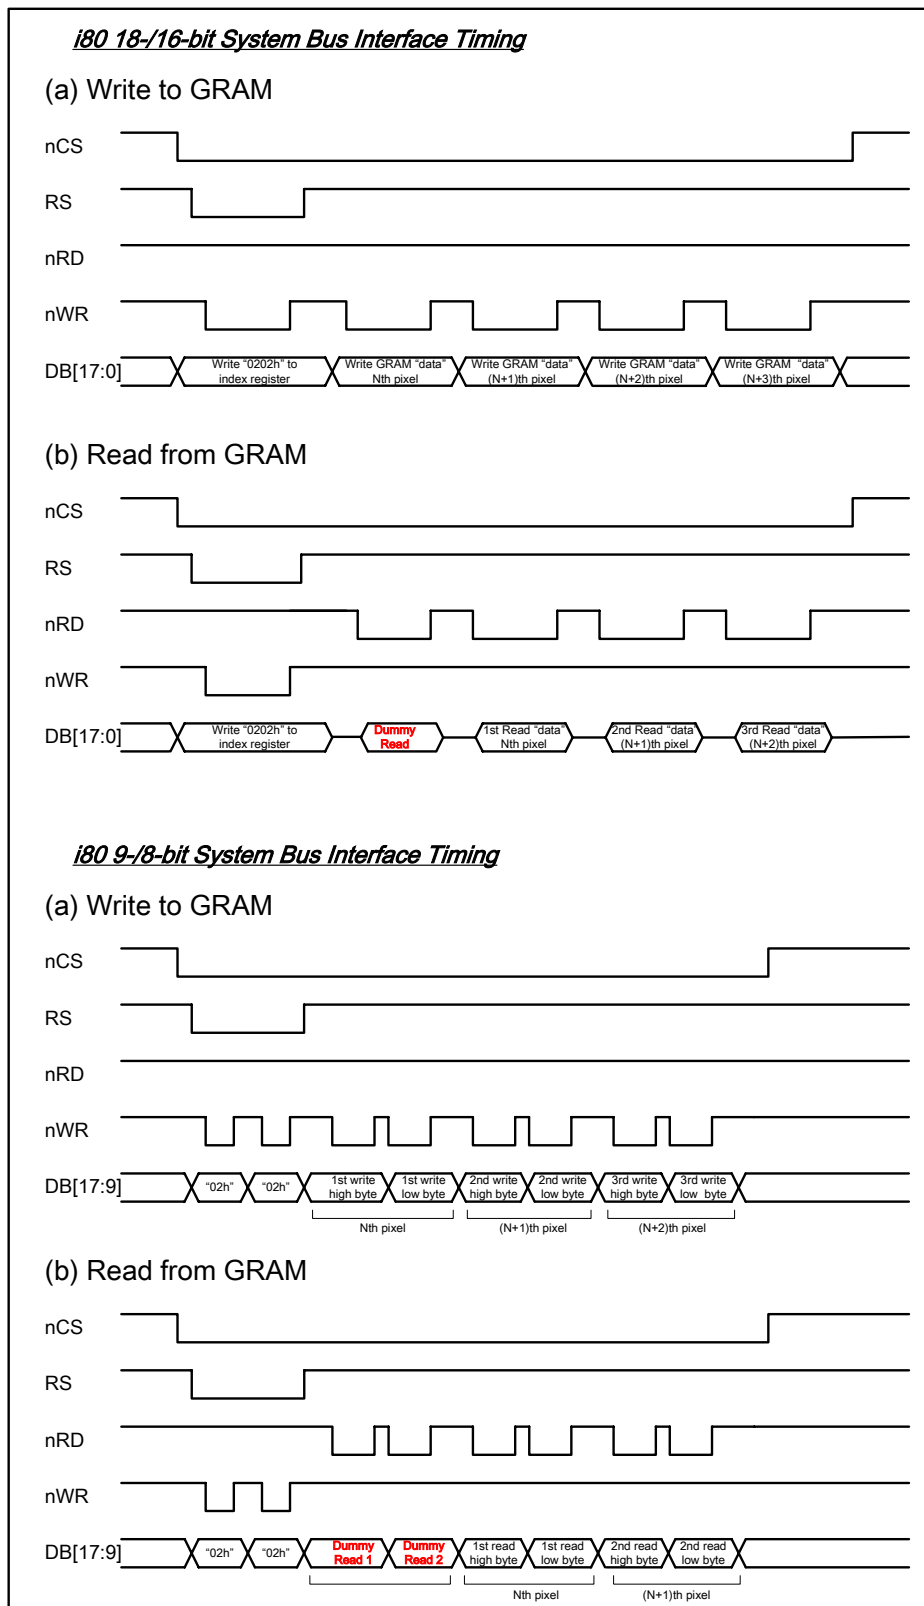 i80 18-/16-bit System Bus Interface Timing
(a) Write to GRAM
nCS
RS
nRD
nWR
DB[17:0]
Write "0202h" to
index register
Write GRAM "data"
Nth pixel
Write GRAM "data"
(N+1)th pixel
Write GRAM "data"
(N+2)th pixel
Write GRAM "data"
(N+3)th pixel
(b) Read from GRAM
nCS
RS
nRD
nWR
DB[17:0]
Write "0202h" to
index register
Dummy
Read
1st Read "data"
Nth pixel
2nd Read "data"
(N+1)th pixel
3rd Read "data"
(N+2)th pixel
i80 9-/8-bit System Bus Interface Timing
(a) Write to GRAM
nCS
RS
nRD
nWR
DB[17:9]
"02h"
"02h"
1st write
high byte
1st write
low byte
2nd write
high byte
2nd write
low byte
3rd write
high byte
3rd write
low byte
Nth pixel
(N+1)th pixel
(N+2)th pixel
(b) Read from GRAM
nCS
RS
nRD
nWR
DB[17:9]
"02h"
"02h"
Dummy
Read 1
Dummy
Read 2
1st read
high byte
1st read
low byte
2nd read
high byte
2nd read
low byte
Nth pixel
(N+1)th pixel